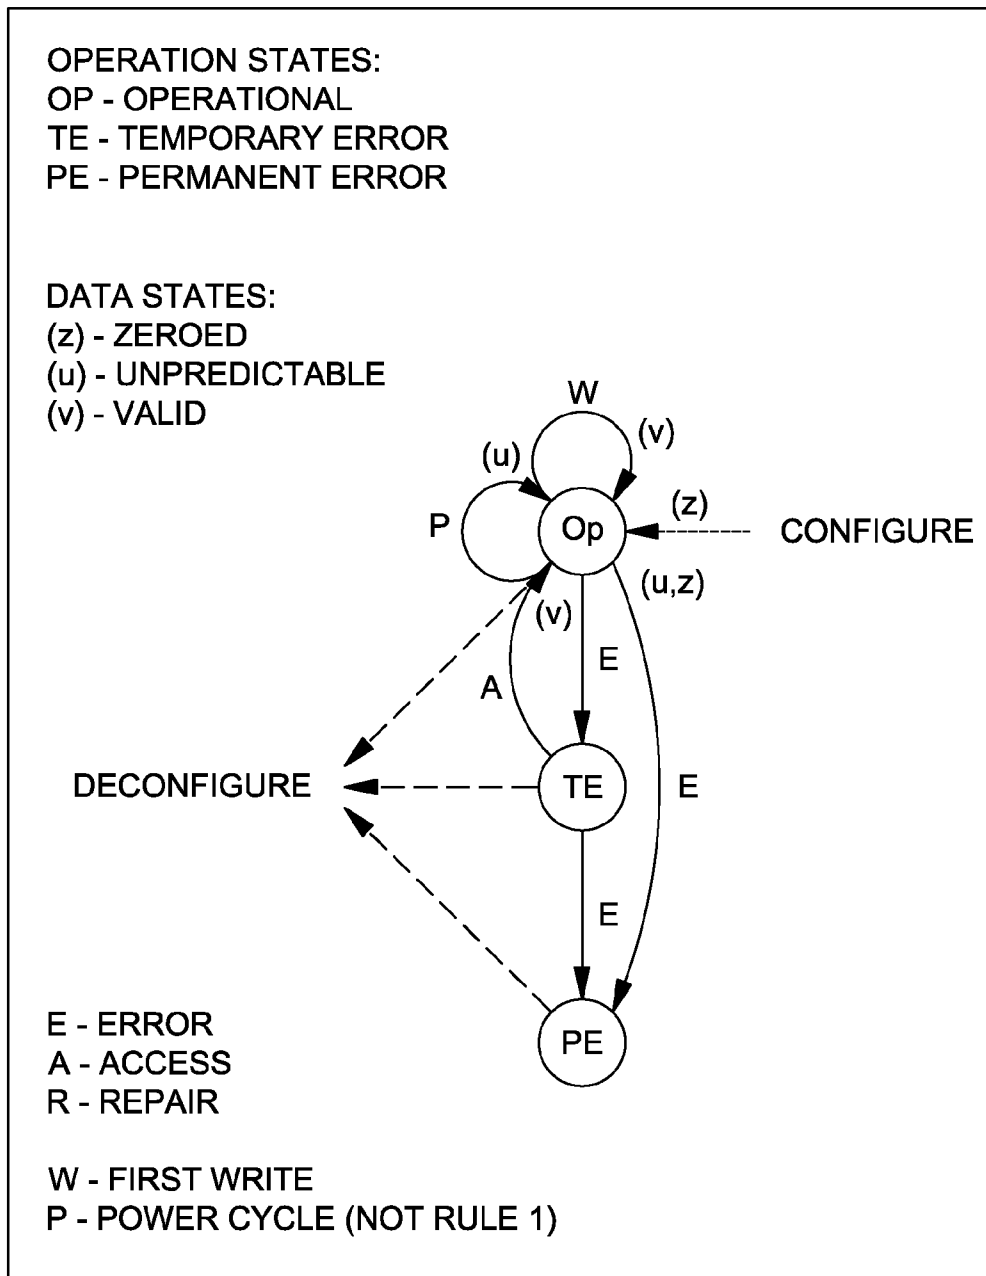 OPERATION STATES:
OP - OPERATIONAL
TE - TEMPORARY ERROR
PE - PERMANENT ERROR
DATA STATES:
(z) - ZEROED
(u) - UNPREDICTABLE
(v) - VALID
W
(v)
(u)
P
Op
(z)
CONFIGURE
(v)
(u,z)
E
A
DECONFIGURE
TE
E
E
PE
E - ERROR
A - ACCESS
R - REPAIR
W - FIRST WRITE
P - POWER CYCLE (NOT RULE 1)